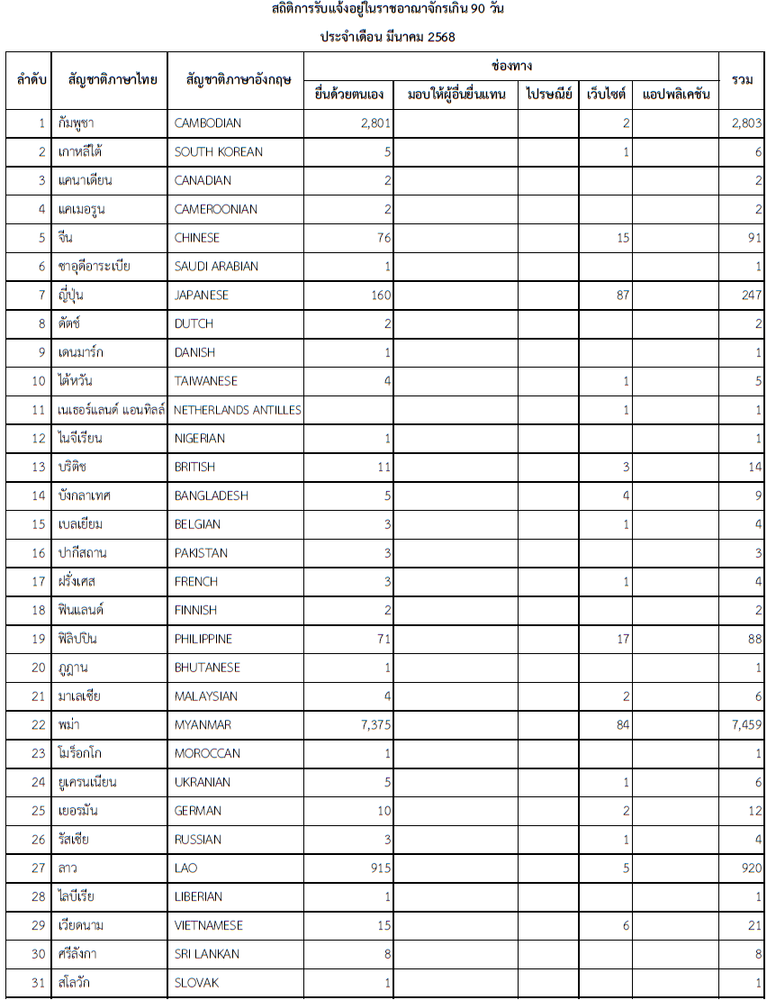 สถิติการรับแจ้งอยู่ในราชอาณาจักรเกิน 90 วัน
ประจำเดือน มีนาคม 2568
ลำดับ สัญชาติภาษาไทย สัญชาติภาษาอังกฤษ ช่องทาง รวม
ยื่นด้วยตนเอง มอบให้ผู้อื่นยื่นแทน ไปรษณีย์ เว็บไซต์ แอปพลิเคชัน
1 กัมพูชา CAMBODIAN 2,801 2 2,803
2 เกาหลีใต้ SOUTH KOREAN 5 1 6
3 แคนาเดียน CANADIAN 2 2
4 แคเมอรูน CAMEROONIAN 2 2
5 จีน CHINESE 76 15 91
6 ซาอุดีอาระเบีย SAUDI ARABIAN 1 1
7 ญี่ปุ่น JAPANESE 160 87 247
8 ดัตช์ DUTCH 2 2
9 เดนมาร์ก DANISH 1 1
10 ไต้หวัน TAIWANESE 4 1 5
11 เนเธอร์แลนด์ แอนทิลล์ NETHERLANDS ANTILLES 1 1
12 ไนจีเรียน NIGERIAN 1 1
13 บริติช BRITISH 11 3 14
14 บังกลาเทศ BANGLADESH 5 4 9
15 เบลเยียม BELGIAN 3 1 4
16 ปากีสถาน PAKISTAN 3 3
17 ฝรั่งเศส FRENCH 3 1 4
18 ฟินแลนด์ FINNISH 2 2
19 ฟิลิปปิน PHILIPPINE 71 17 88
20 ภูฏาน BHUTANESE 1 1
21 มาเลเซีย MALAYSIAN 4 2 6
22 พม่า MYANMAR 7,375 84 7,459
23 โมร็อกโก MOROCCAN 1 1
24 ยูเครนเนียน UKRANIAN 5 1 6
25 เยอรมัน GERMAN 10 2 12
26 รัสเซีย RUSSIAN 3 1 4
27 ลาว LAO 915 5 920
28 ไลบีเรีย LIBERIAN 1 1
29 เวียดนาม VIETNAMESE 15 6 21
30 ศรีลังกา SRI LANKAN 8 8
31 สโลวัก SLOVAK 1 1